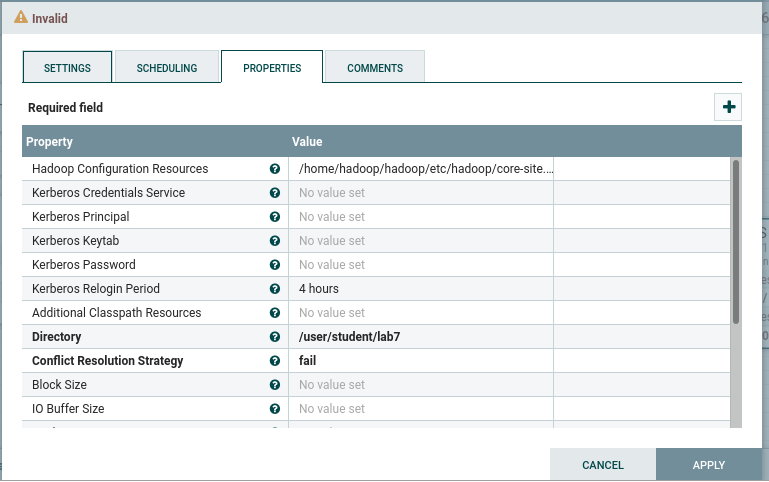 Invalid
SETTINGS SCHEDULING PROPERTIES COMMENTS
Required field
Property Value
Hadoop Configuration Resources /home/hadoop/hadoop/etc/hadoop/core-site....
Kerberos Credentials Service No value set
Kerberos Principal No value set
Kerberos Keytab No value set
Kerberos Password No value set
Kerberos Relogin Period 4 hours
Additional Classpath Resources No value set
Directory /user/student/lab7
Conflict Resolution Strategy fail
Block Size No value set
IO Buffer Size No value set
CANCEL APPLY